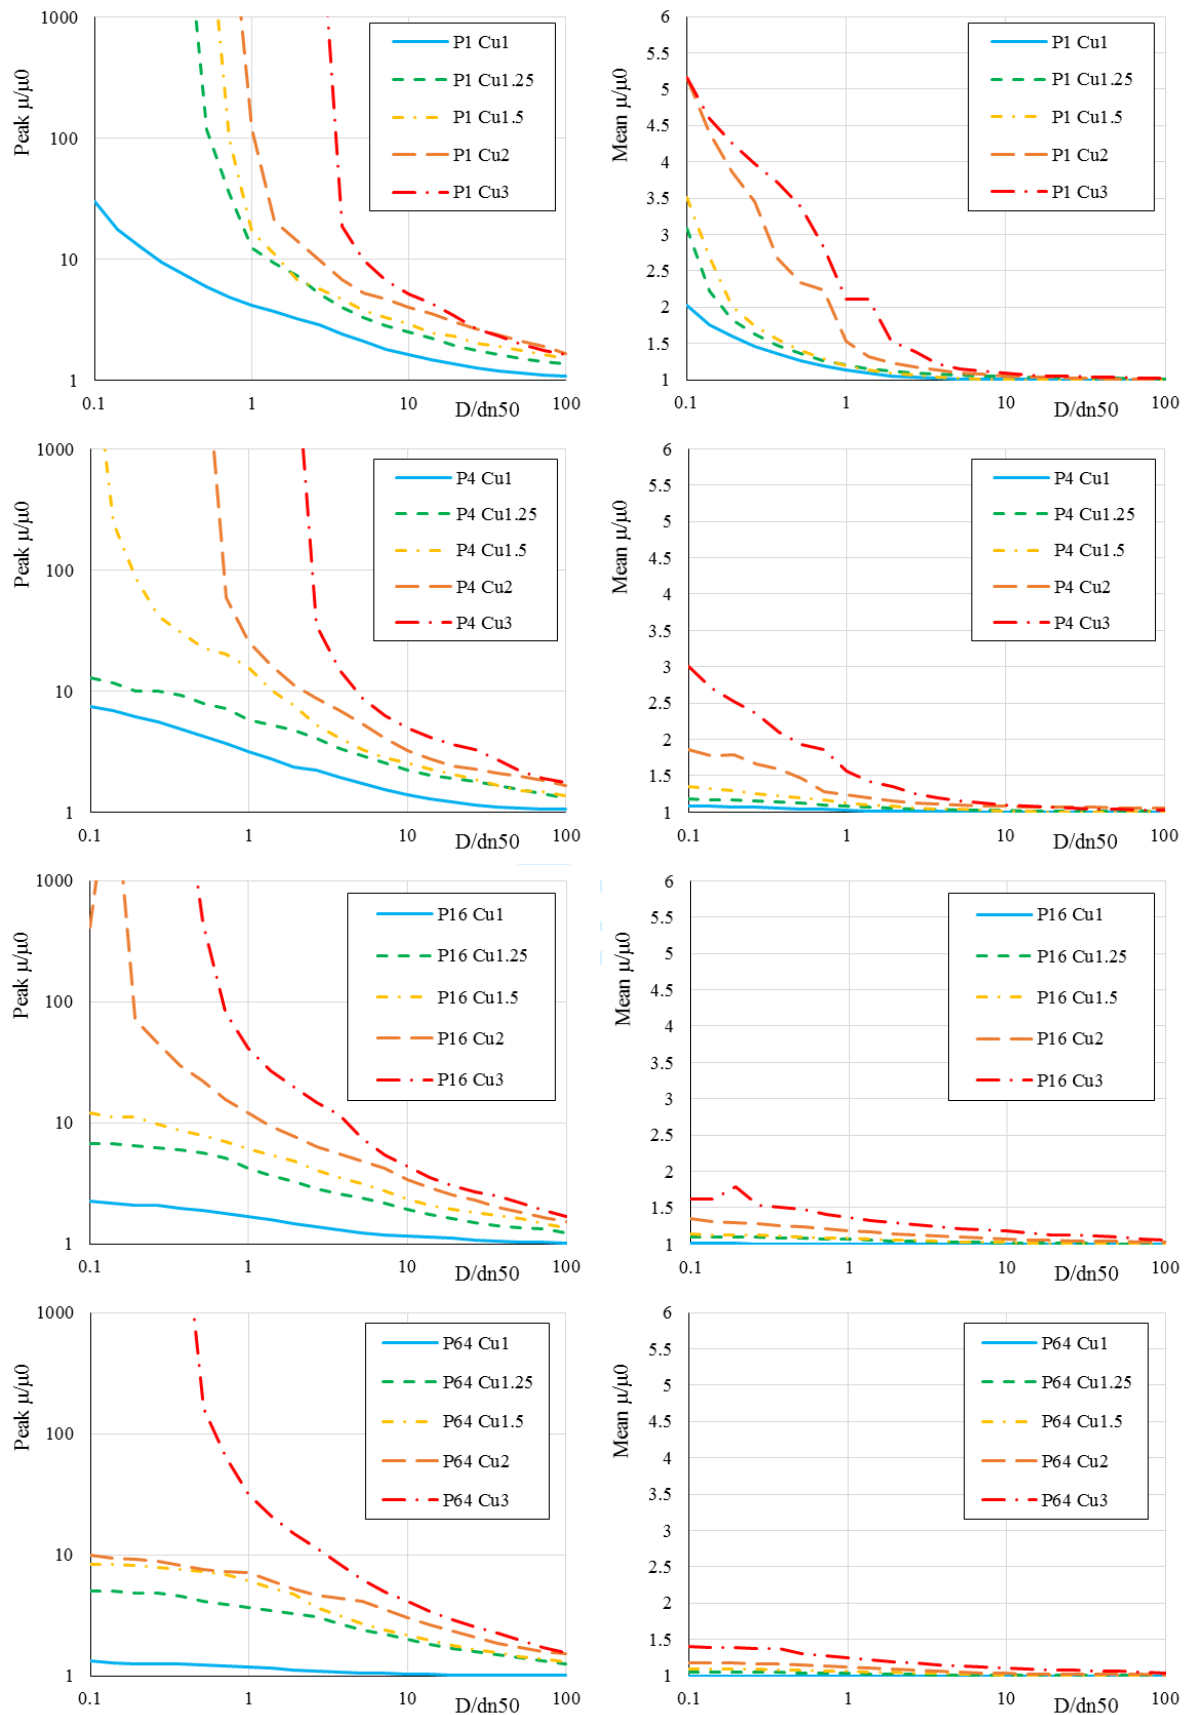 Peak µ/µ0
1000
100
10
1
0.1
1
10
100
D/dn50
P1 Cu1
P1 Cu1.25
P1 Cu1.5
P1 Cu2
P1 Cu3
Mean µ/µ0
6
5.5
5
4.5
4
3.5
3
2.5
2
1.5
1
0.1
1
10
100
D/dn50
P1 Cu1
P1 Cu1.25
P1 Cu1.5
P1 Cu2
P1 Cu3
Peak µ/µ0
1000
100
10
1
0.1
1
10
100
D/dn50
P4 Cu1
P4 Cu1.25
P4 Cu1.5
P4 Cu2
P4 Cu3
Mean µ/µ0
6
5.5
5
4.5
4
3.5
3
2.5
2
1.5
1
0.1
1
10
100
D/dn50
P4 Cu1
P4 Cu1.25
P4 Cu1.5
P4 Cu2
P4 Cu3
Peak µ/µ0
1000
100
10
1
0.1
1
10
100
D/dn50
P16 Cu1
P16 Cu1.25
P16 Cu1.5
P16 Cu2
P16 Cu3
Mean µ/µ0
6
5.5
5
4.5
4
3.5
3
2.5
2
1.5
1
0.1
1
10
100
D/dn50
P16 Cu1
P16 Cu1.25
P16 Cu1.5
P16 Cu2
P16 Cu3
Peak µ/µ0
1000
100
10
1
0.1
1
10
100
D/dn50
P64 Cu1
P64 Cu1.25
P64 Cu1.5
P64 Cu2
P64 Cu3
Mean µ/µ0
6
5.5
5
4.5
4
3.5
3
2.5
2
1.5
1
0.1
1
10
100
D/dn50
P64 Cu1
P64 Cu1.25
P64 Cu1.5
P64 Cu2
P64 Cu3